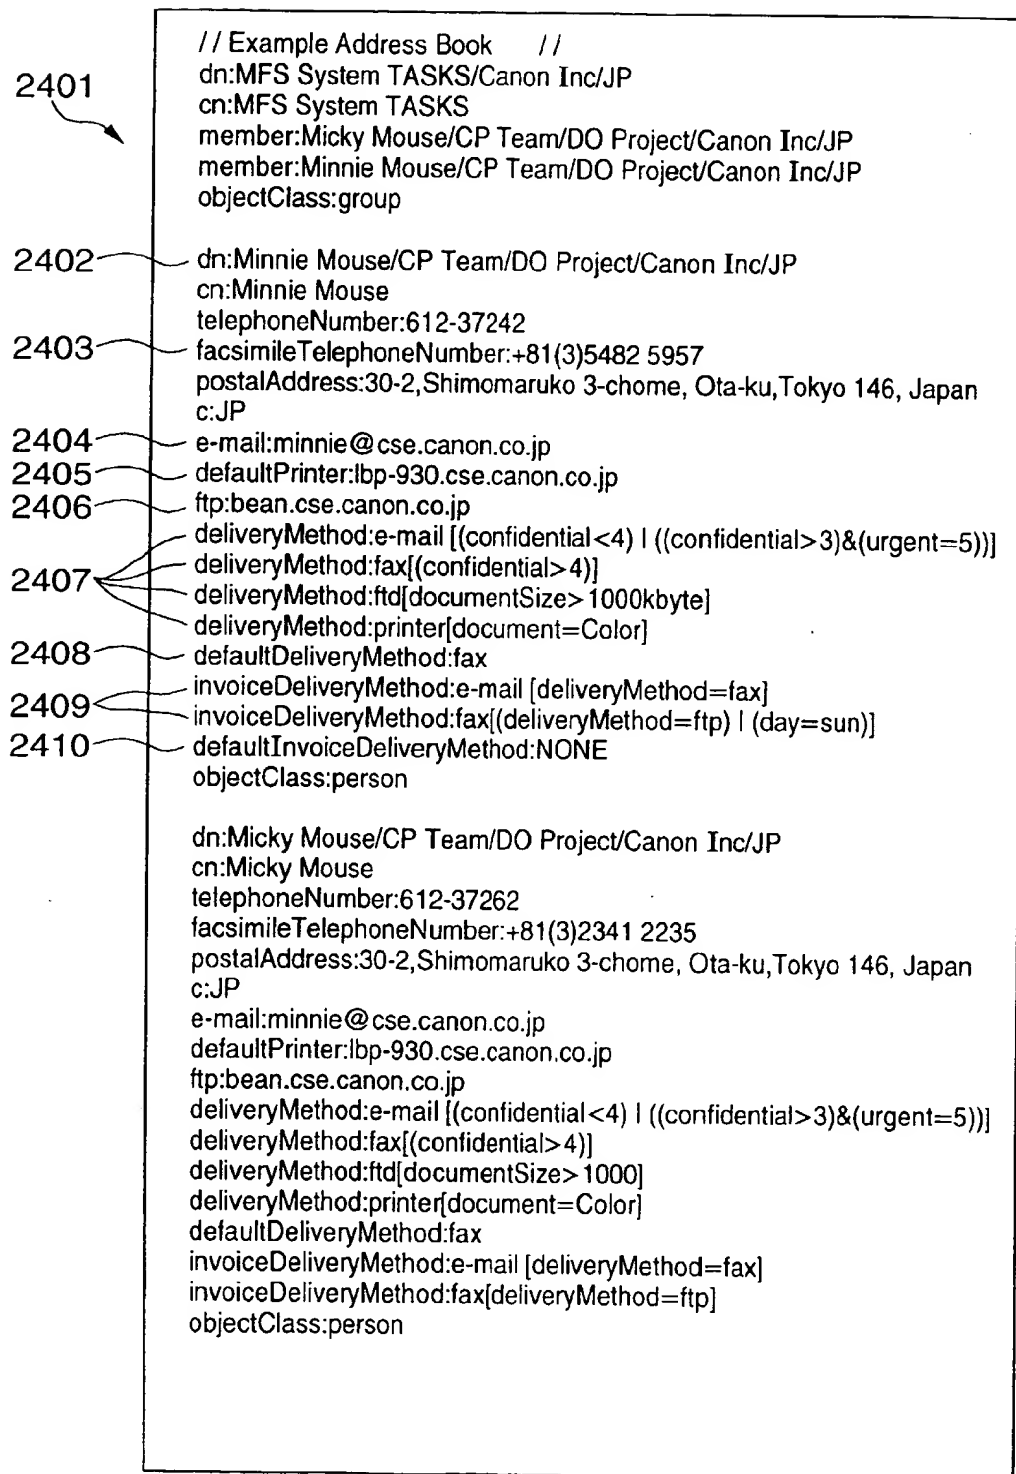 // Example Address Book //
2401
dn:MFS System TASKS/Canon Inc/JP
cn:MFS System TASKS
member:Micky Mouse/CP Team/DO Project/Canon Inc/JP
member:Minnie Mouse/CP Team/DO Project/Canon Inc/JP
objectClass:group
2402 dn:Minnie Mouse/CP Team/DO Project/Canon Inc/JP
cn:Minnie Mouse
telephoneNumber:612-37242
2403 facsimileTelephoneNumber:+81(3)5482 5957
postalAddress:30-2,Shimomaruko 3-chome, Ota-ku,Tokyo 146, Japan
c:JP
2404 e-mail:minnie@cse.canon.co.jp
2405 defaultPrinter:lbp-930.cse.canon.co.jp
2406 ftp:bean.cse.canon.co.jp
deliveryMethod:e-mail [(confidential<4) | ((confidential>3)&(urgent=5))]
2407 deliveryMethod:fax[(confidential>4)]
deliveryMethod:ftd[documentSize>1000kbyte]
deliveryMethod:printer[document=Color]
2408 defaultDeliveryMethod:fax
2409 invoiceDeliveryMethod:e-mail [deliveryMethod=fax]
invoiceDeliveryMethod:fax[(deliveryMethod=ftp) | (day=sun)]
2410 defaultInvoiceDeliveryMethod:NONE
objectClass:person
dn:Micky Mouse/CP Team/DO Project/Canon Inc/JP
cn:Micky Mouse
telephoneNumber:612-37262
facsimileTelephoneNumber:+81(3)2341 2235
postalAddress:30-2,Shimomaruko 3-chome, Ota-ku,Tokyo 146, Japan
c:JP
e-mail:minnie@cse.canon.co.jp
defaultPrinter:lbp-930.cse.canon.co.jp
ftp:bean.cse.canon.co.jp
deliveryMethod:e-mail [(confidential<4) | ((confidential>3)&(urgent=5))]
deliveryMethod:fax[(confidential>4)]
deliveryMethod:ftd[documentSize>1000]
deliveryMethod:printer[document=Color]
defaultDeliveryMethod:fax
invoiceDeliveryMethod:e-mail [deliveryMethod=fax]
invoiceDeliveryMethod:fax[deliveryMethod=ftp]
objectClass:person